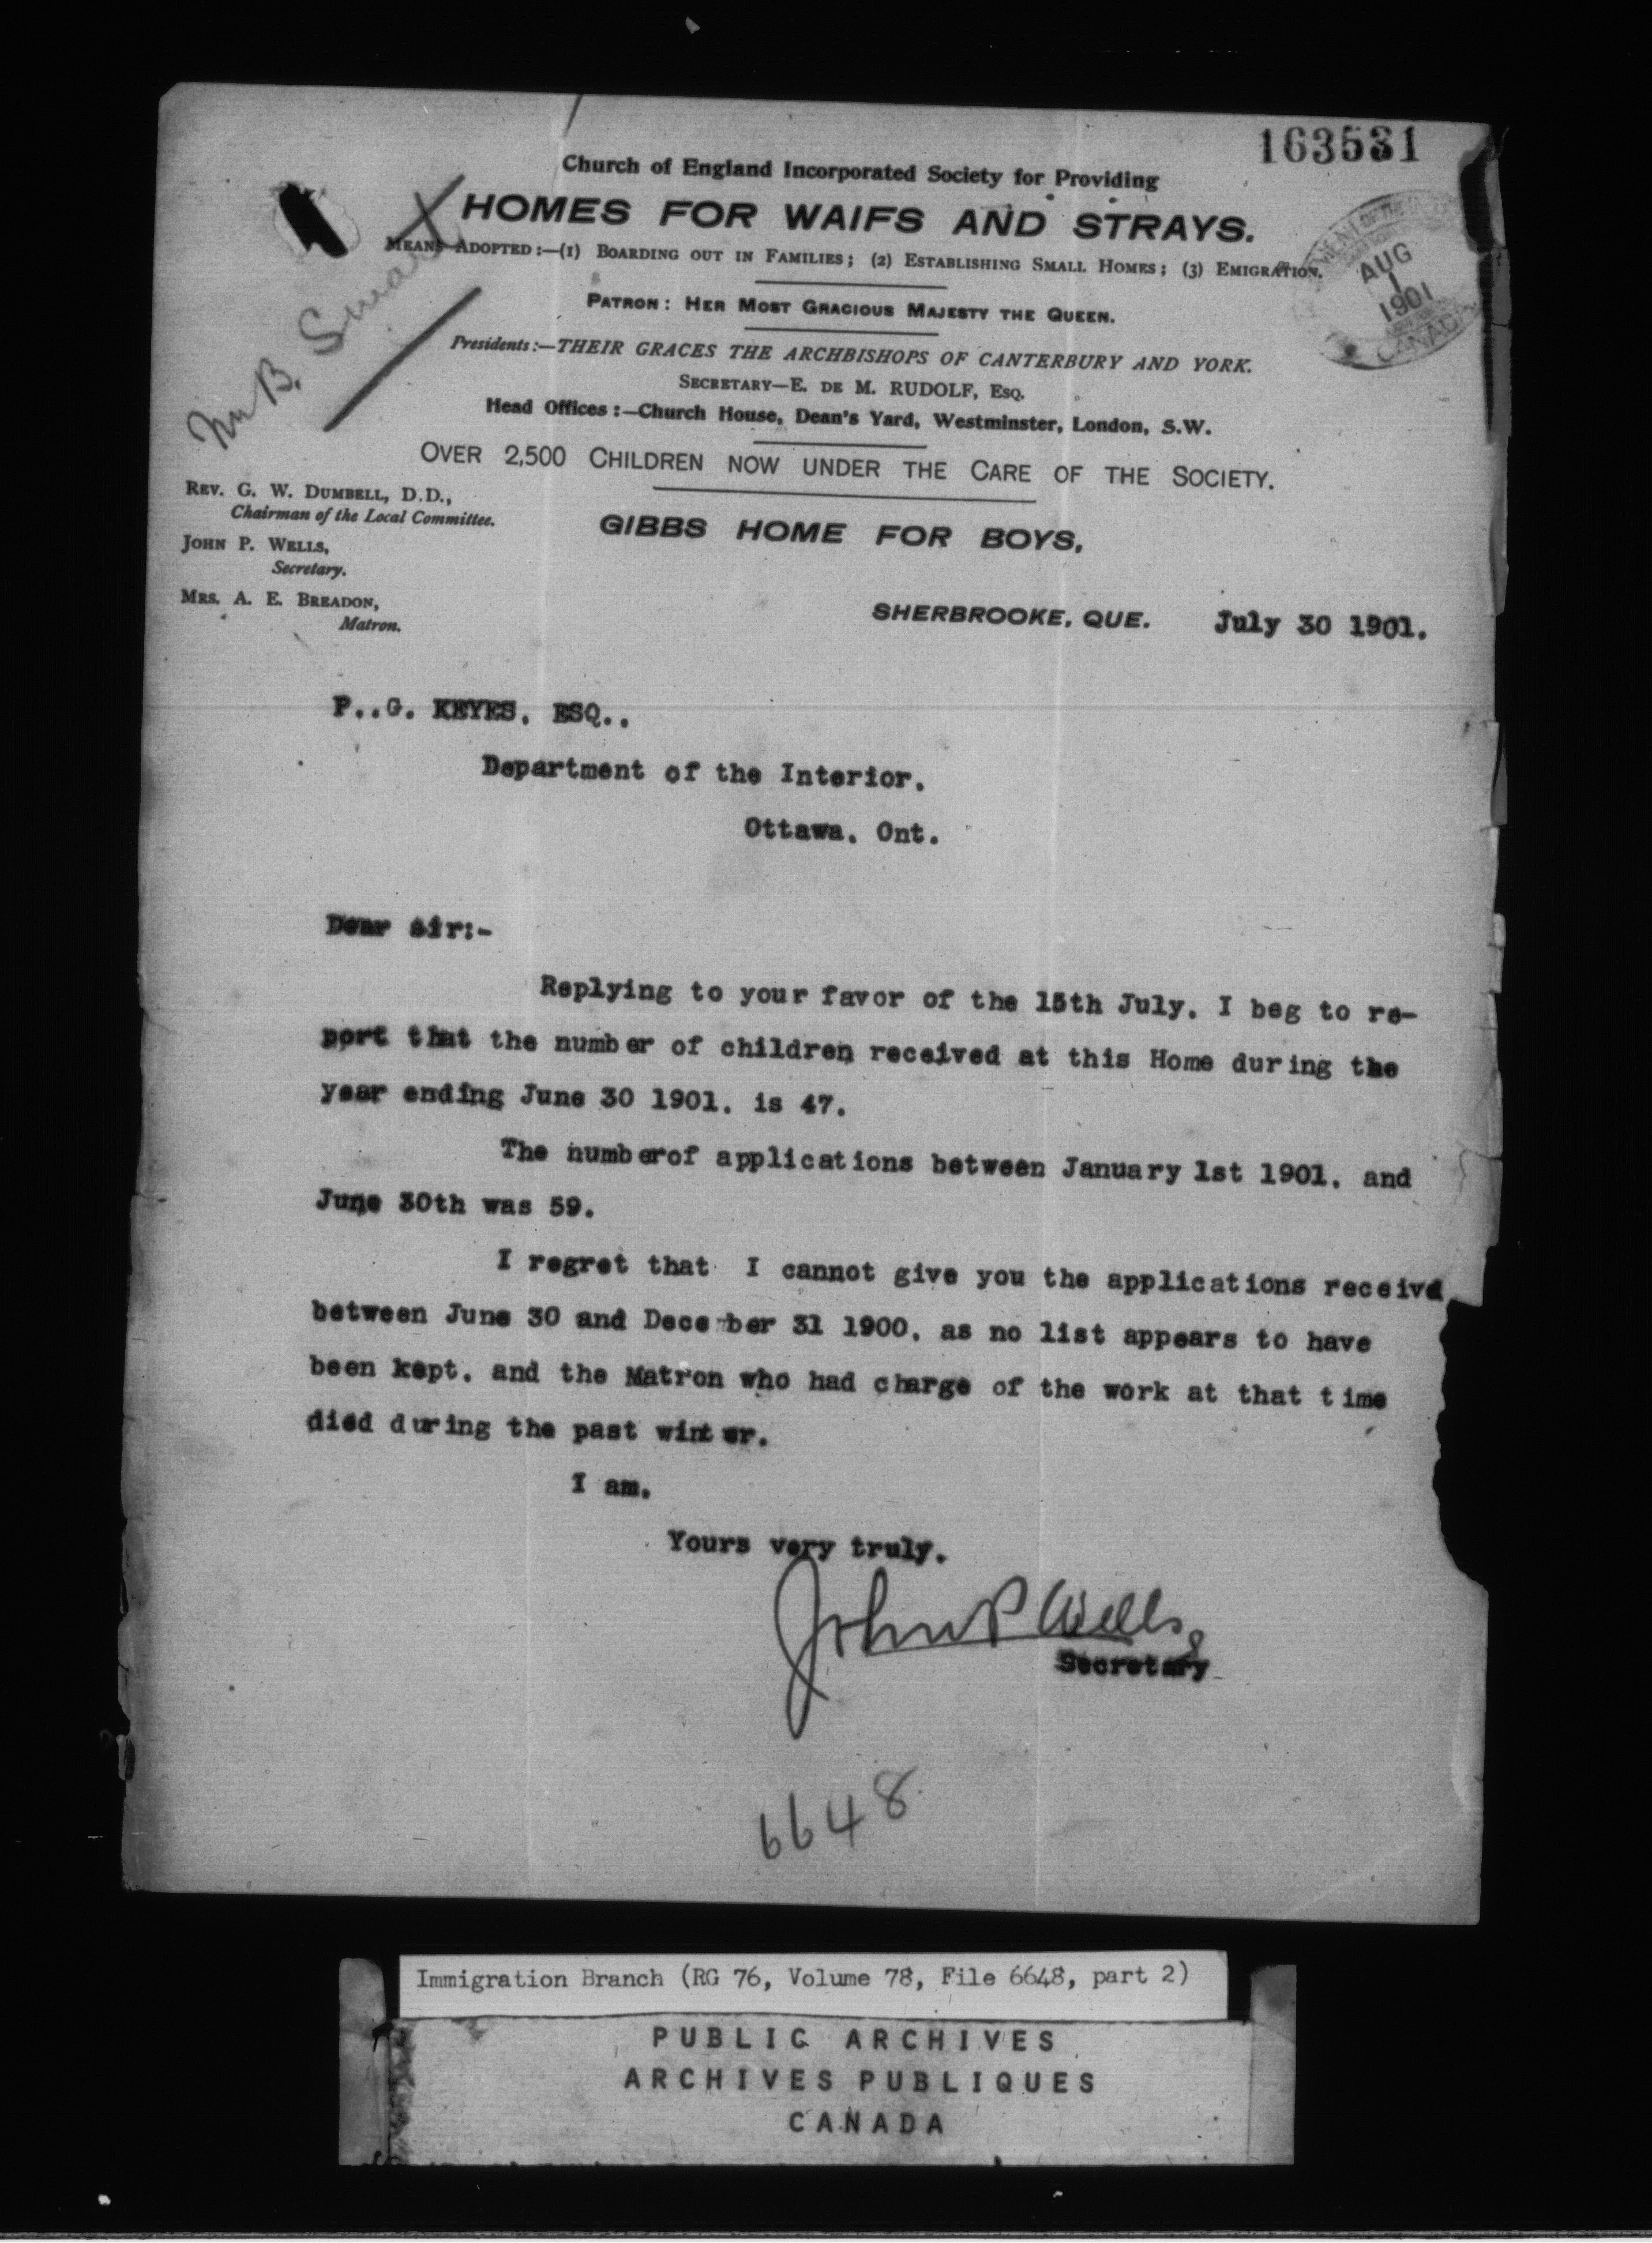 163531
Church of England Incorporated Society for Providing
HOMES FOR WAIFS AND STRAYS.
MEANS ADOPTED:—(1) BOARDING OUT IN FAMILIES; (2) ESTABLISHING SMALL HOMES; (3) EMIGRATION.
AUG
1
1901
CANADA
PATRON: HER MOST GRACIOUS MAJESTY THE QUEEN.
Presidents:—THEIR GRACES THE ARCHBISHOPS OF CANTERBURY AND YORK.
SECRETARY—E. DE M. RUDOLF, ESQ.
Head Offices:—Church House, Dean's Yard, Westminster, London, S.W.
Mr B.
OVER 2,500 CHILDREN NOW UNDER THE CARE OF THE SOCIETY.
REV. G. W. DUMBELL, D.D.,
Chairman of the Local Committee.
JOHN P. WELLS,
Secretary.
MRS. A. E. BREADON,
Matron.
GIBBS HOME FOR BOYS,
SHERBROOKE, QUE. July 30 1901.
P..G. KEYES, ESQ..
Department of the Interior.
Ottawa. Ont.
Dear Sir:-
Replying to your favor of the 15th July, I beg to re-
port that the number of children received at this Home during the
year ending June 30 1901. is 47.
The numberof applications between January 1st 1901. and
June 30th was 59.
I regret that I cannot give you the applications receivd
between June 30 and December 31 1900. as no list appears to have
been kept. and the Matron who had charge of the work at that time
died during the past winter.
I am.
Yours very truly.
John P Wells,
Secretary
6648
Immigration Branch (RG 76, Volume 78, File 6648, part 2)
PUBLIC ARCHIVES
ARCHIVES PUBLIQUES
CANADA